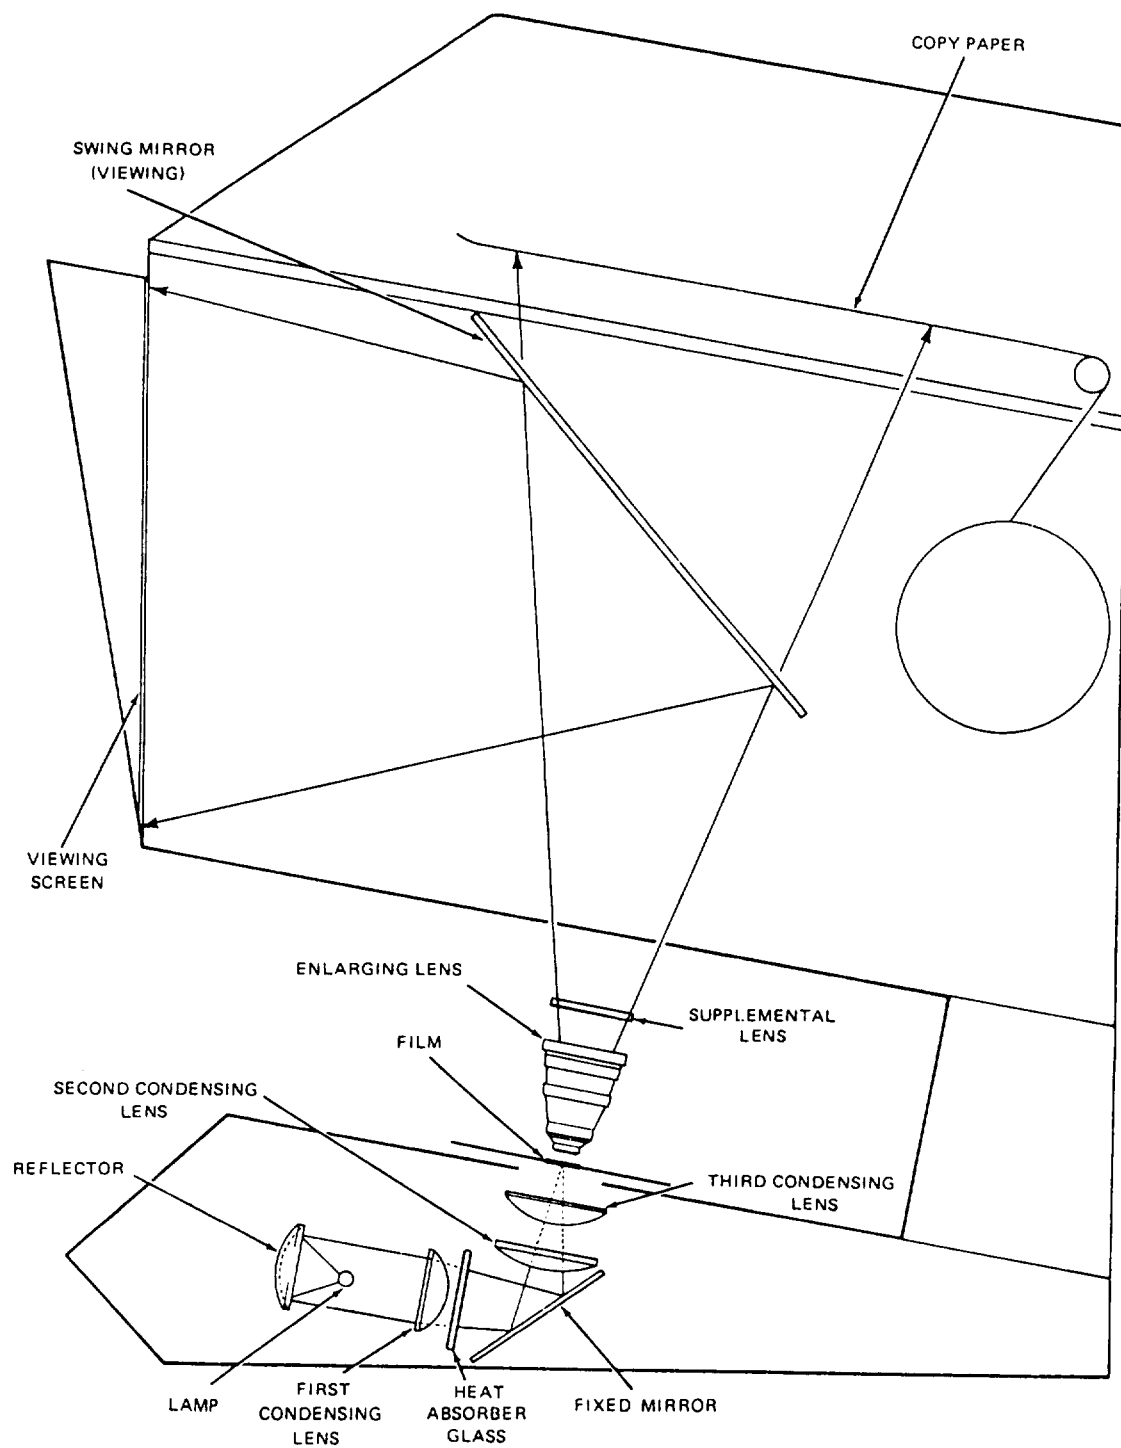 COPY PAPER
SWING MIRROR
(VIEWING)
VIEWING
SCREEN
ENLARGING LENS
SUPPLEMENTAL
LENS
FILM
SECOND CONDENSING
LENS
REFLECTOR
THIRD CONDENSING
LENS
LAMP
FIRST
CONDENSING
LENS
HEAT
ABSORBER
GLASS
FIXED MIRROR